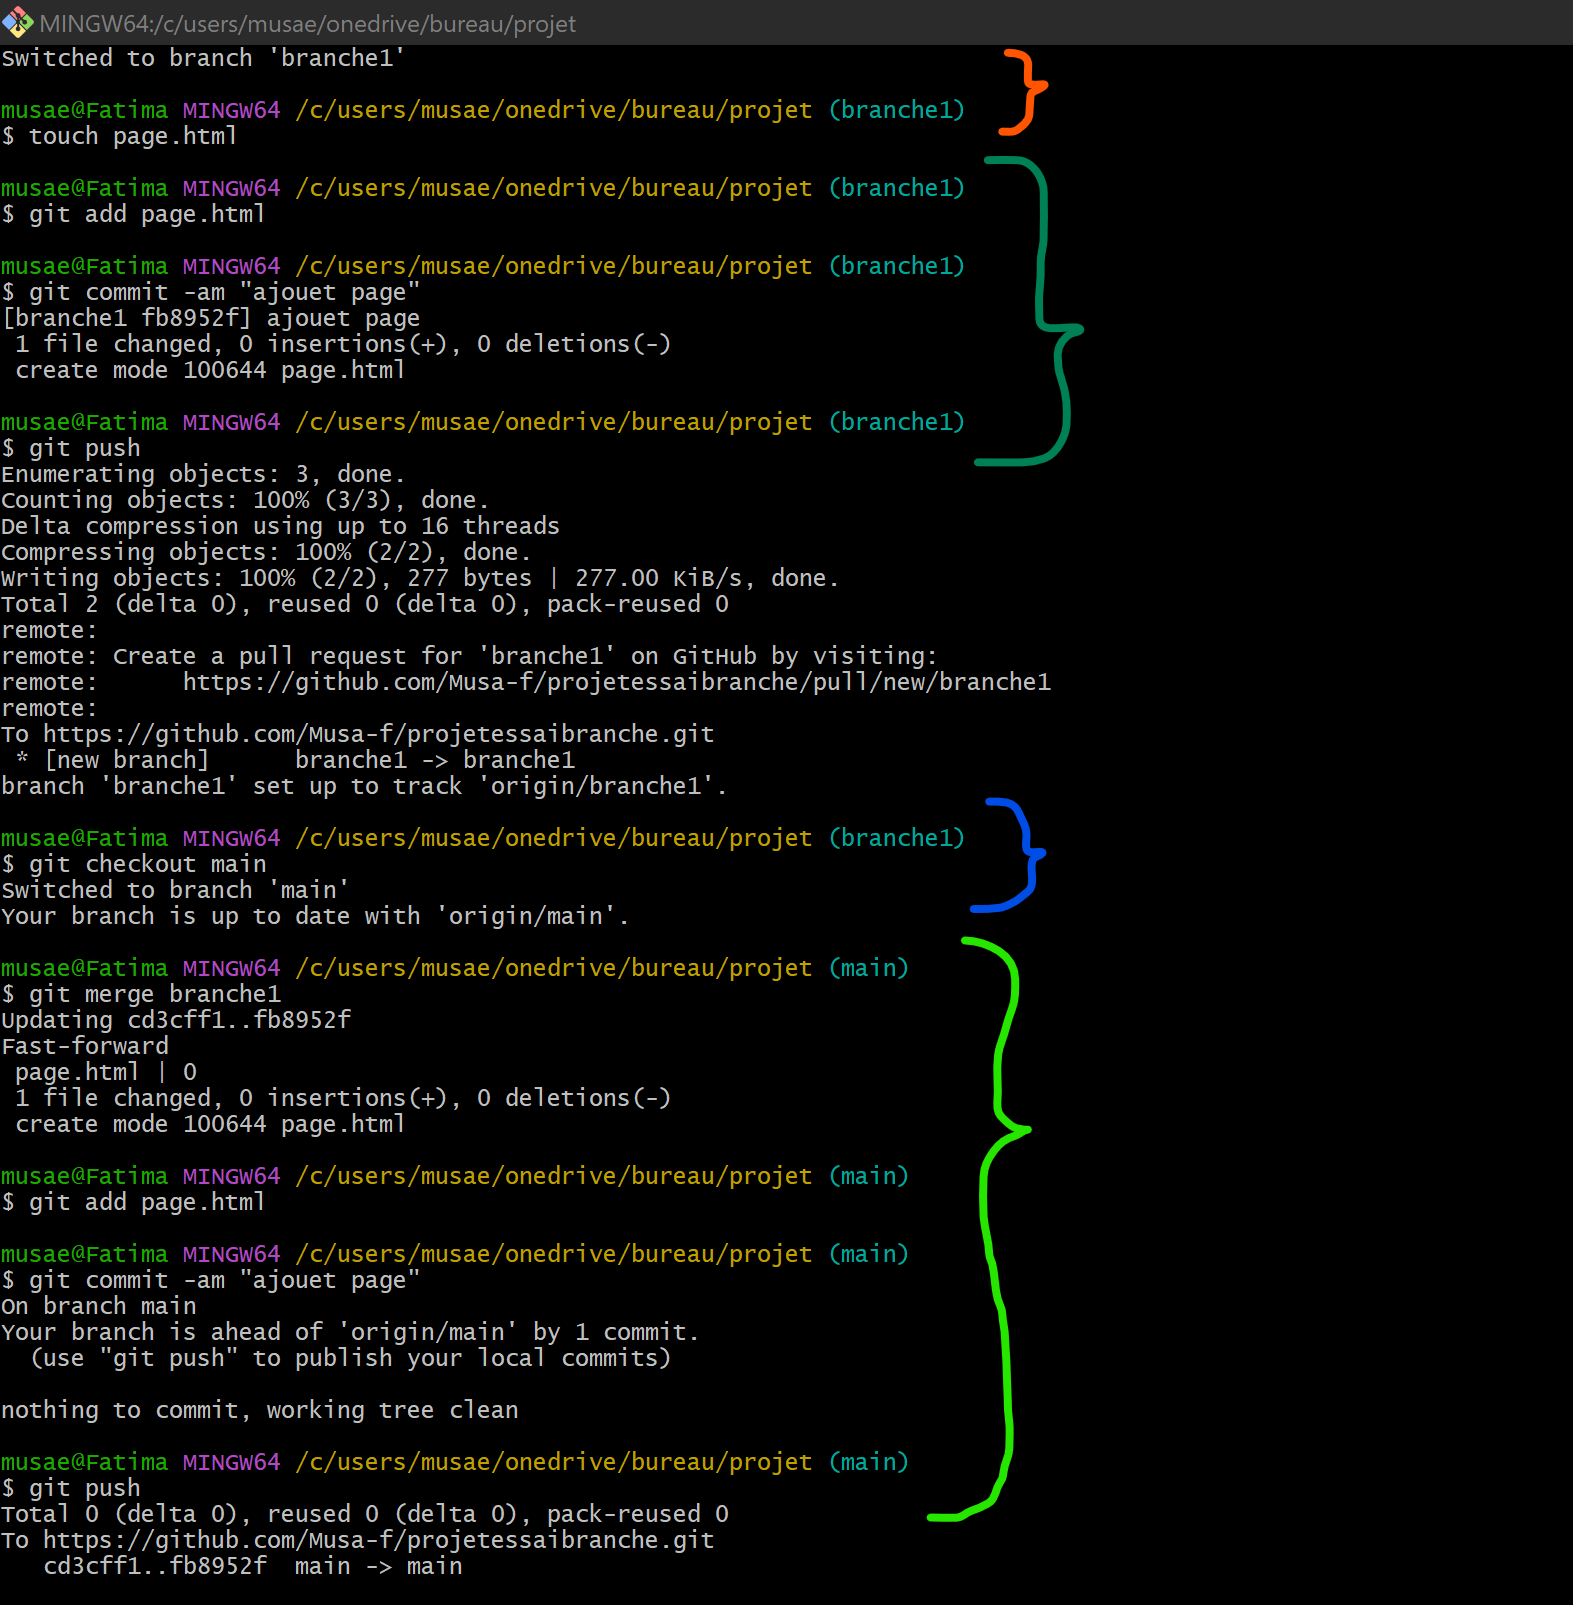 MINGW64:/c/users/musae/onedrive/bureau/projet
Switched to branch 'branche1'
musae@Fatima MINGW64 /c/users/musae/onedrive/bureau/projet (branche1)
$ touch page.html
musae@Fatima MINGW64 /c/users/musae/onedrive/bureau/projet (branche1)
$ git add page.html
musae@Fatima MINGW64 /c/users/musae/onedrive/bureau/projet (branche1)
$ git commit -am "ajouet page"
[branche1 fb8952f] ajouet page
 1 file changed, 0 insertions(+), 0 deletions(-)
 create mode 100644 page.html
musae@Fatima MINGW64 /c/users/musae/onedrive/bureau/projet (branche1)
$ git push
Enumerating objects: 3, done.
Counting objects: 100% (3/3), done.
Delta compression using up to 16 threads
Compressing objects: 100% (2/2), done.
Writing objects: 100% (2/2), 277 bytes | 277.00 KiB/s, done.
Total 2 (delta 0), reused 0 (delta 0), pack-reused 0
remote:
remote: Create a pull request for 'branche1' on GitHub by visiting:
remote:      https://github.com/Musa-f/projetessaibranche/pull/new/branche1
remote:
To https://github.com/Musa-f/projetessaibranche.git
 * [new branch]      branche1 -> branche1
branch 'branche1' set up to track 'origin/branche1'.
musae@Fatima MINGW64 /c/users/musae/onedrive/bureau/projet (branche1)
$ git checkout main
Switched to branch 'main'
Your branch is up to date with 'origin/main'.
musae@Fatima MINGW64 /c/users/musae/onedrive/bureau/projet (main)
$ git merge branche1
Updating cd3cff1..fb8952f
Fast-forward
 page.html | 0
 1 file changed, 0 insertions(+), 0 deletions(-)
 create mode 100644 page.html
musae@Fatima MINGW64 /c/users/musae/onedrive/bureau/projet (main)
$ git add page.html
musae@Fatima MINGW64 /c/users/musae/onedrive/bureau/projet (main)
$ git commit -am "ajouet page"
On branch main
Your branch is ahead of 'origin/main' by 1 commit.
  (use "git push" to publish your local commits)
nothing to commit, working tree clean
musae@Fatima MINGW64 /c/users/musae/onedrive/bureau/projet (main)
$ git push
Total 0 (delta 0), reused 0 (delta 0), pack-reused 0
To https://github.com/Musa-f/projetessaibranche.git
   cd3cff1..fb8952f  main -> main